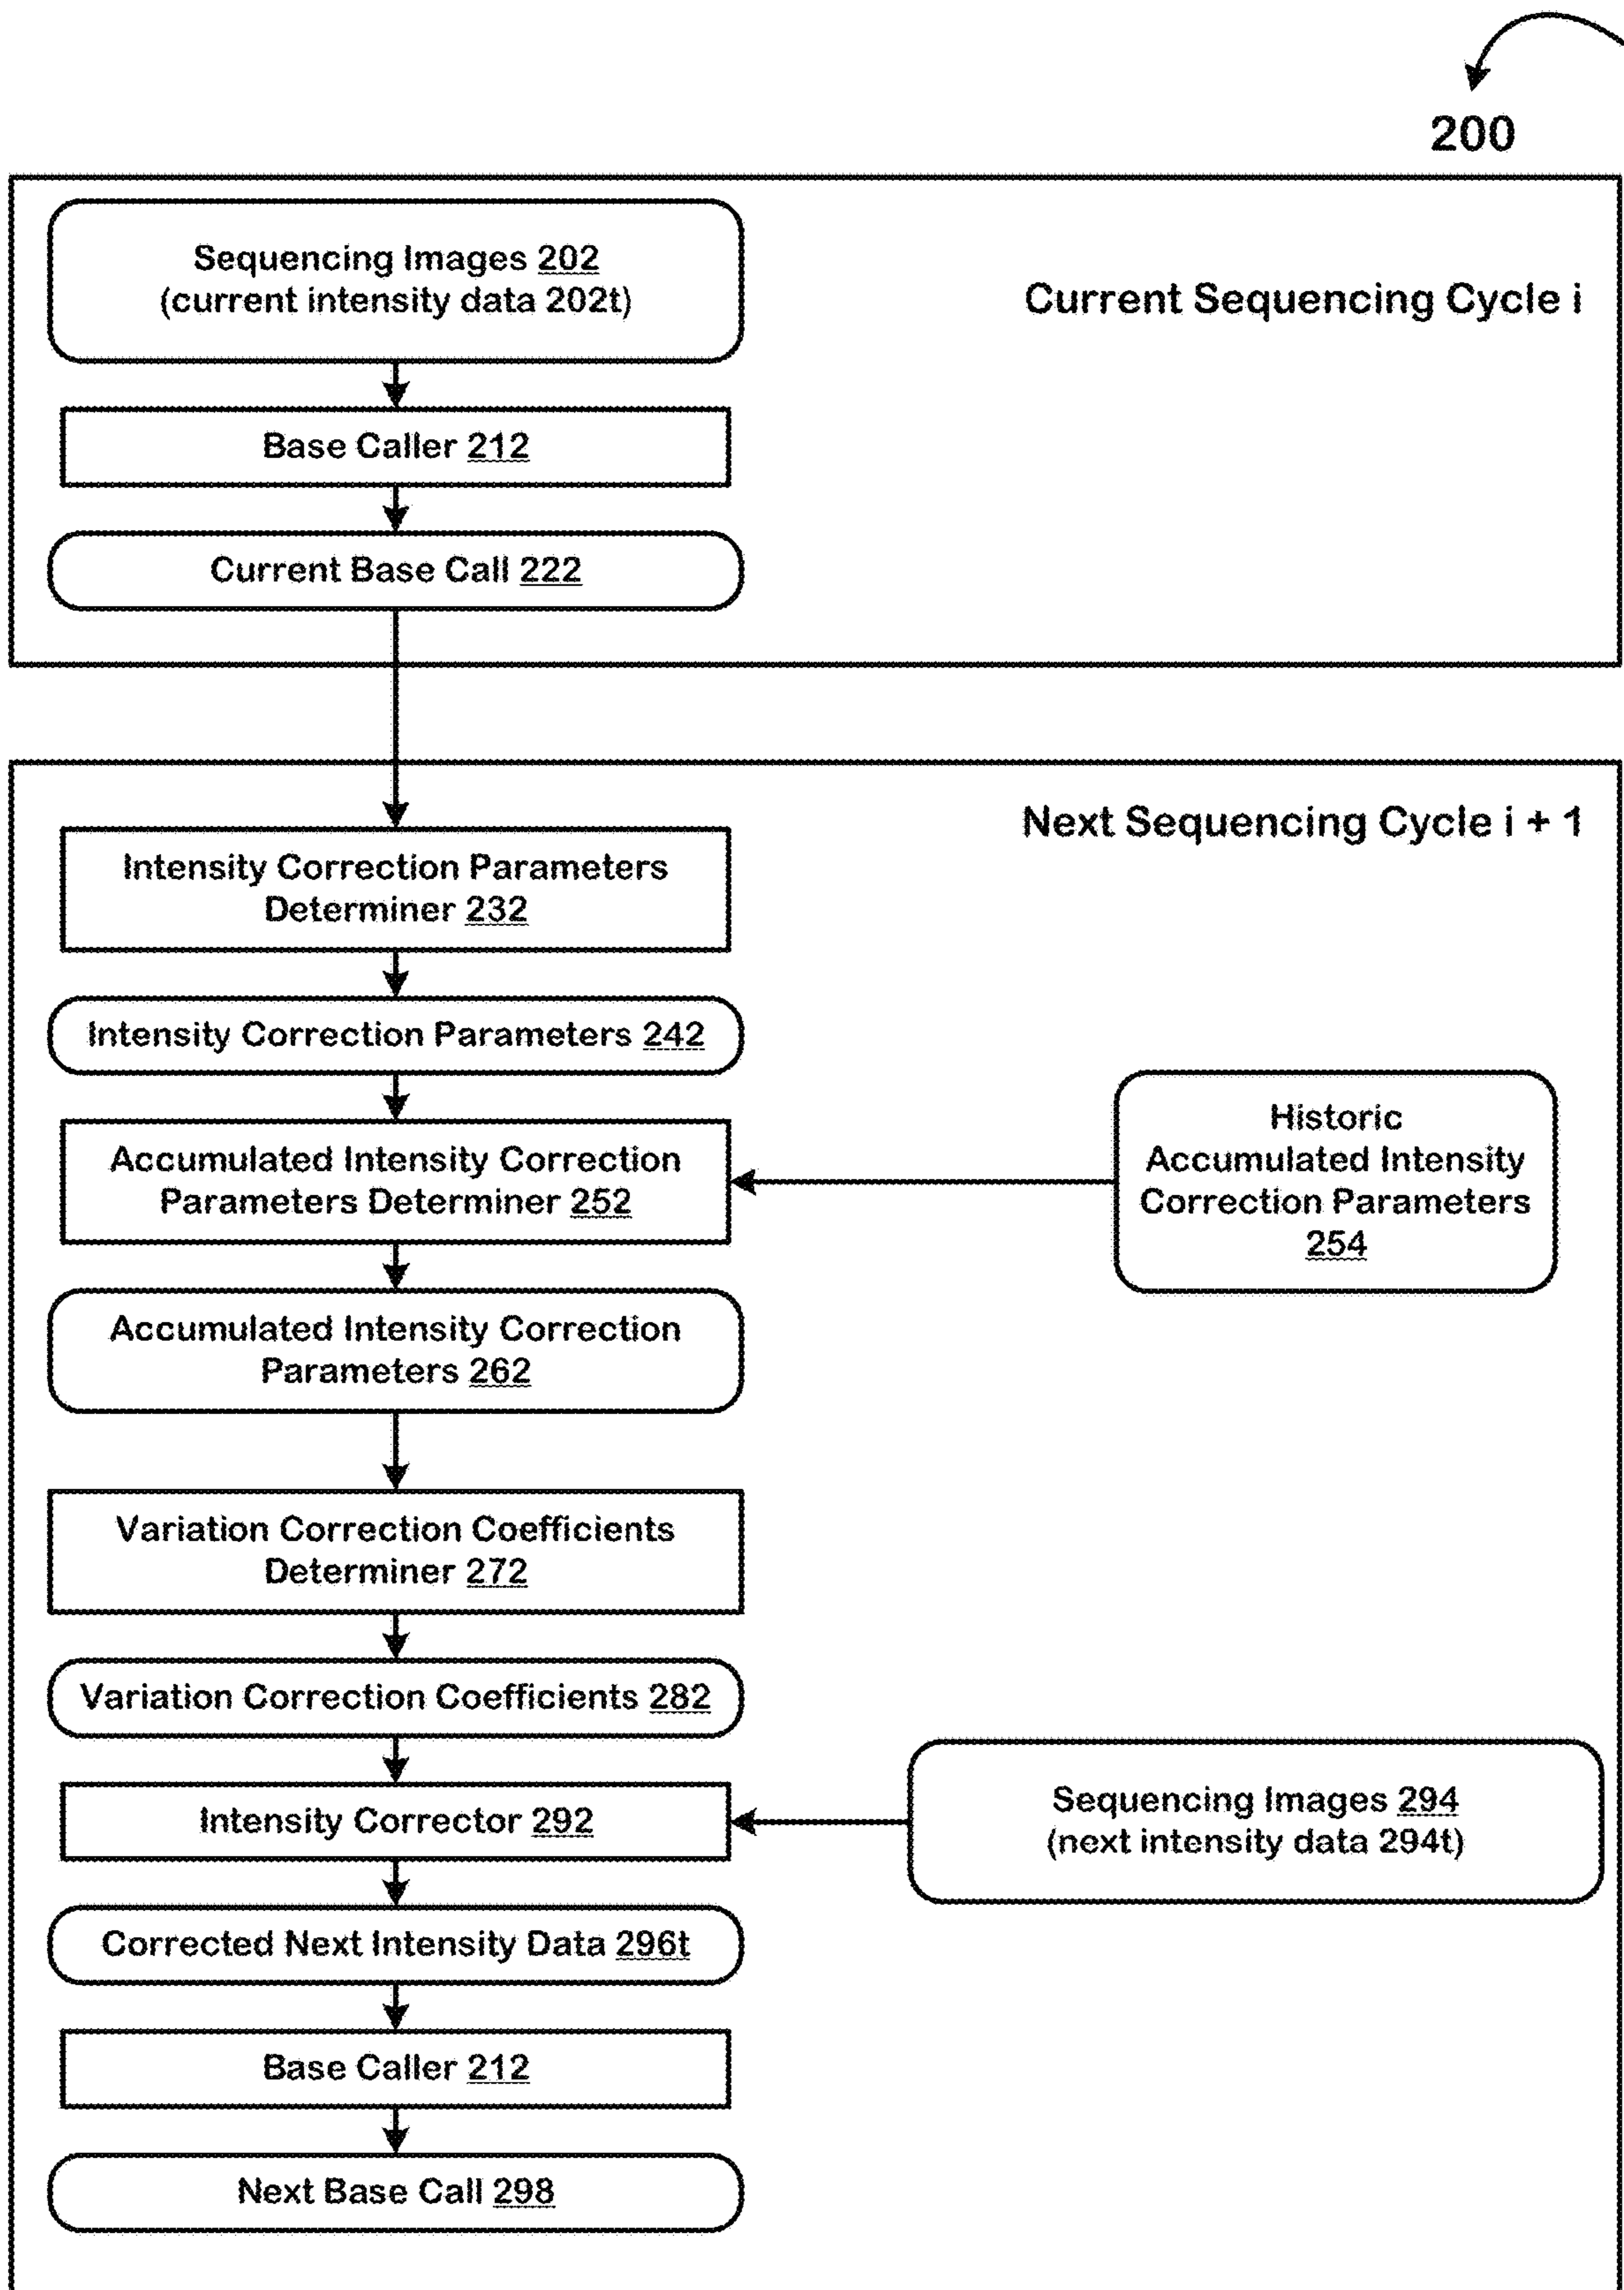 200
Sequencing Images 202
(current intensity data 202t)
Current Sequencing Cycle i
Base Caller 212
Current Base Call 222
Next Sequencing Cycle i + 1
Intensity Correction Parameters
Determiner 232
Intensity Correction Parameters 242
Accumulated Intensity Correction
Parameters Determiner 252
Historic
Accumulated Intensity
Correction Parameters
254
Accumulated Intensity Correction
Parameters 262
Variation Correction Coefficients
Determiner 272
Variation Correction Coefficients 282
Intensity Corrector 292
Sequencing Images 294
(next intensity data 294t)
Corrected Next Intensity Data 296t
Base Caller 212
Next Base Call 298